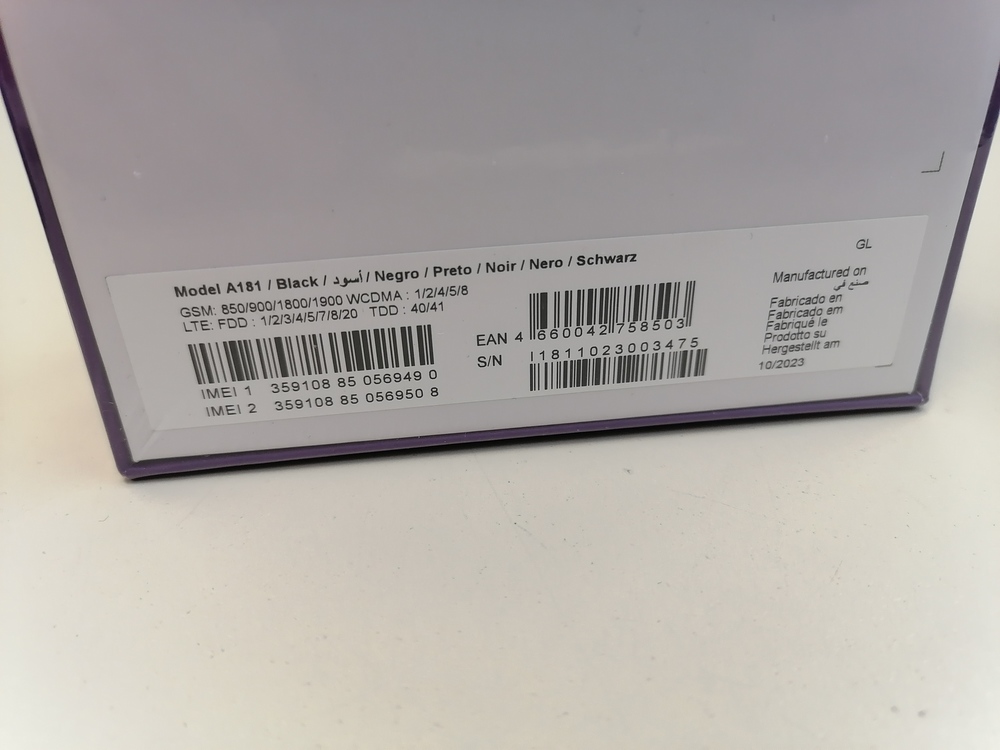 Model A181 / Black / أسود / Negro / Preto / Noir / Nero / Schwarz
GSM: 850/900/1800/1900 WCDMA : 1/2/4/5/8
LTE: FDD : 1/2/3/4/5/7/8/20 TDD : 40/41
IMEI 1 359108 85 056949 0
IMEI 2 359108 85 056950 8
EAN 4 660042 758503
S/N I1811023003475
GL
Manufactured on
صنع في
Fabricado en
Fabricado em
Fabriqué le
Prodotto su
Hergestellt am
10/2023